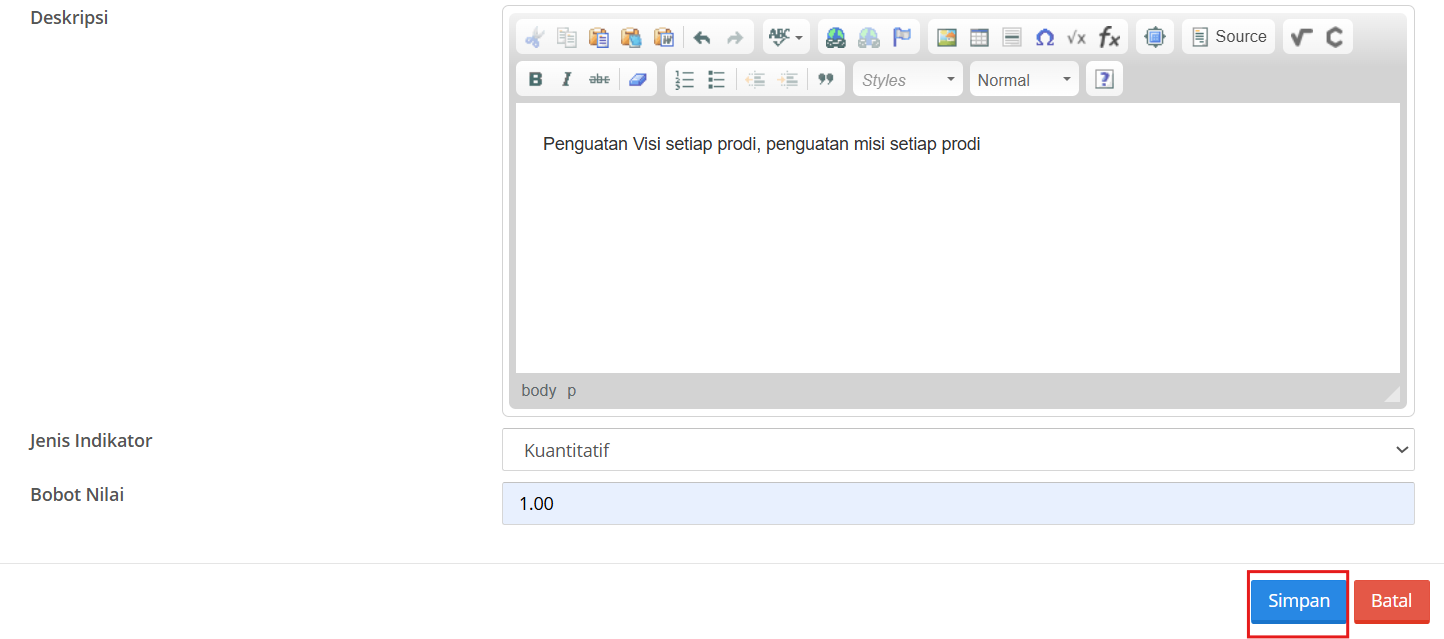 Deskripsi
ABC
Source
B I abc
Styles
Normal
Penguatan Visi setiap prodi, penguatan misi setiap prodi
body p
Jenis Indikator
Kuantitatif
Bobot Nilai
1.00
Simpan
Batal